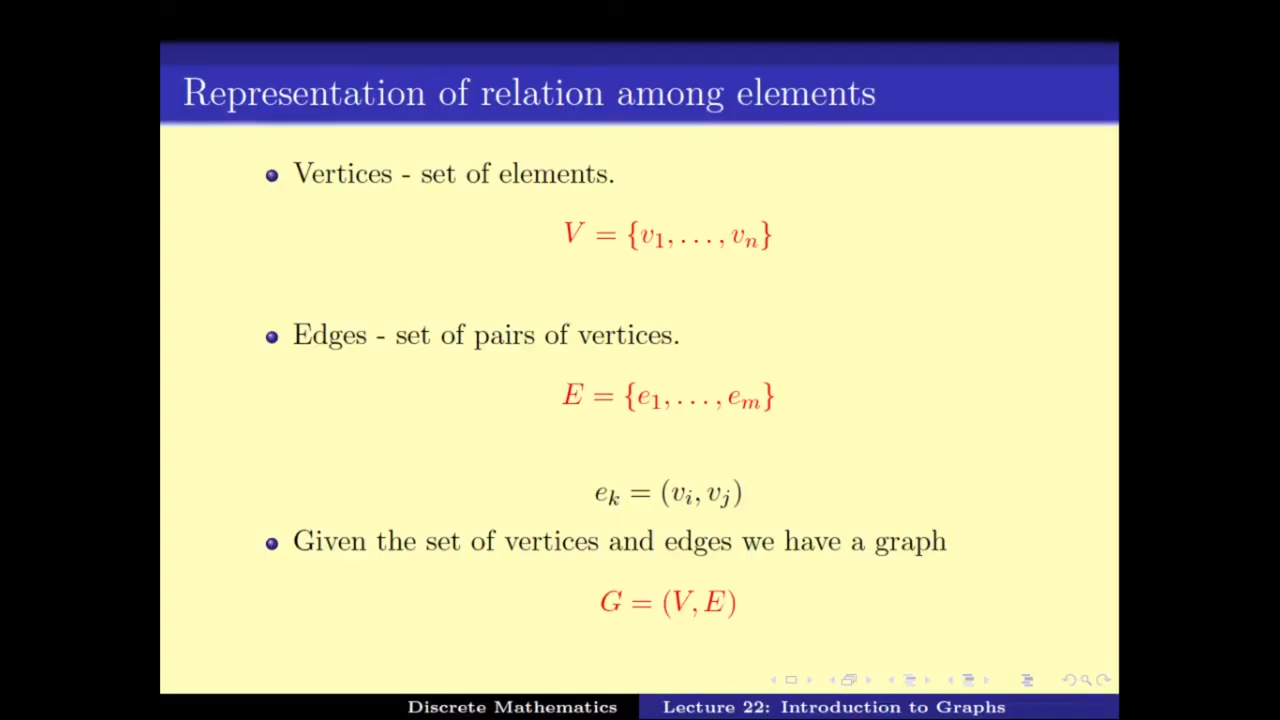 Representation of relation among elements
Vertices - set of elements.
V = {v₁, . . . , vₙ}
Edges - set of pairs of vertices.
E = {e₁, . . . , eₘ}
eₖ = (vᵢ, vⱼ)
Given the set of vertices and edges we have a graph
G = (V, E)
Discrete Mathematics Lecture 22: Introduction to Graphs